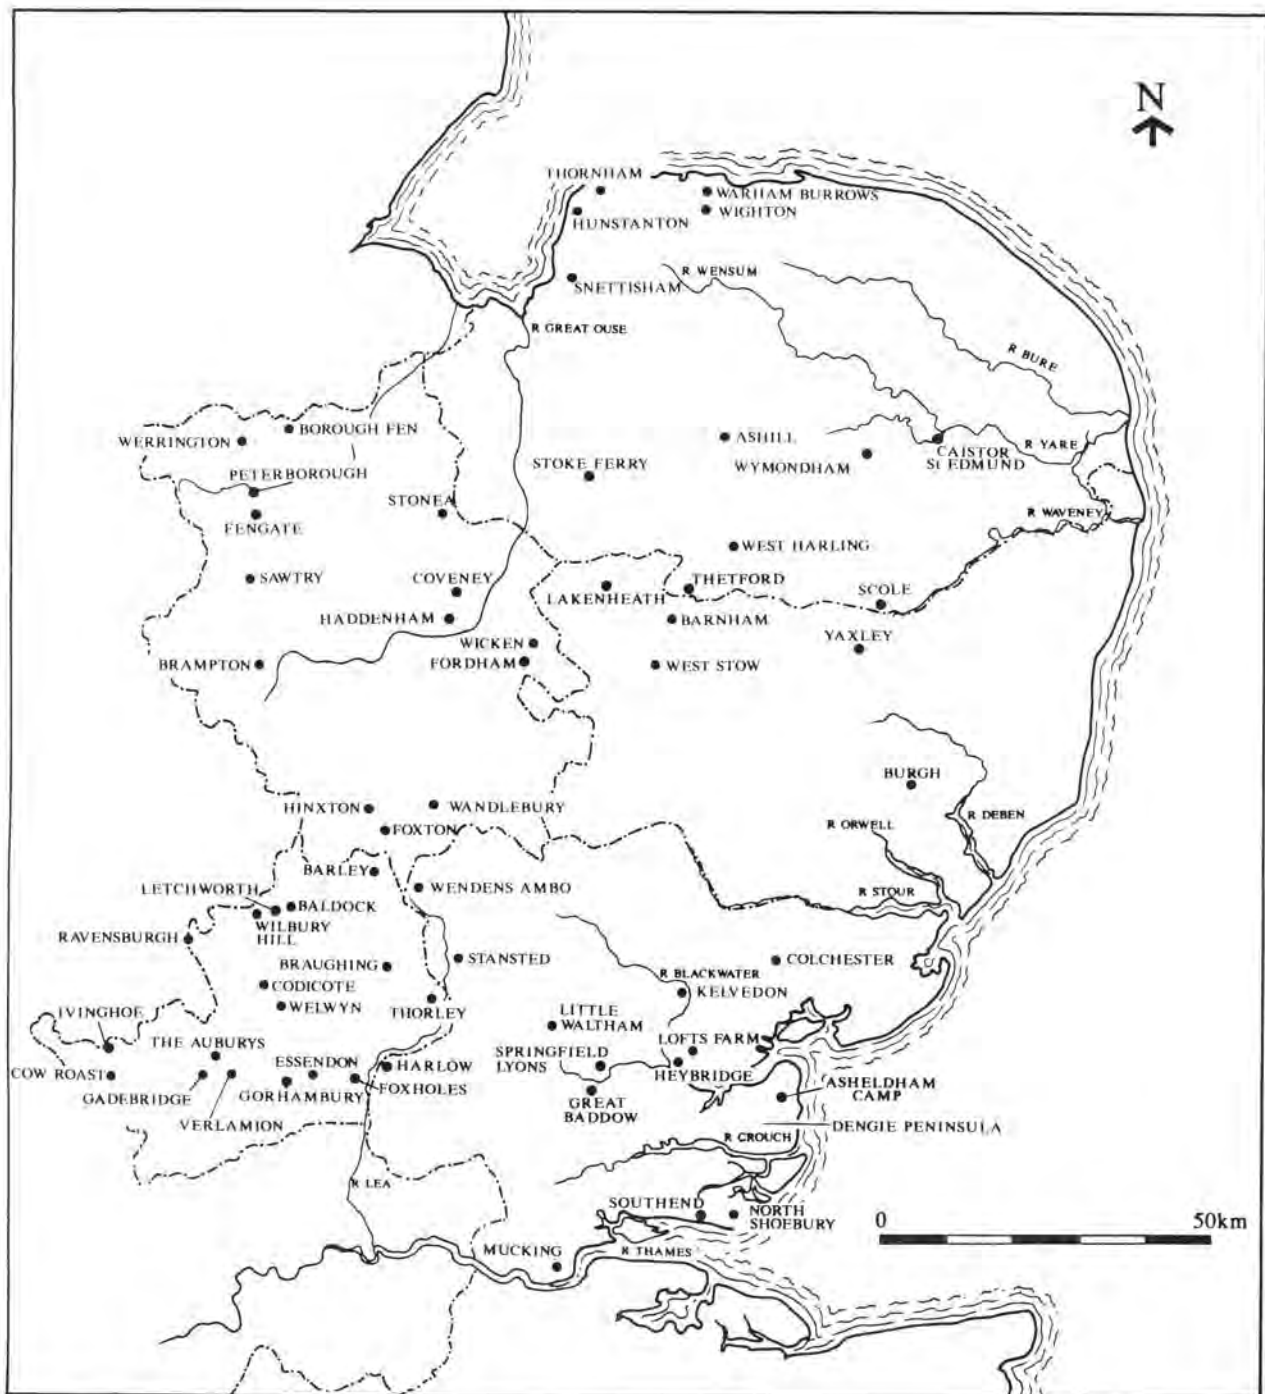 N
THORNHAM
WARHAM BURROWS
WIGHTON
HUNSTANTON
R WENSUM
SNETTISHAM
R GREAT OUSE
R BURE
BOROUGH FEN
WERRINGTON
ASHILL
WYMONDHAM
CAISTOR
St EDMUND
R YARE
STOKE FERRY
PETERBOROUGH
STONEA
FENGATE
R WAVENEY
WEST HARLING
SAWTRY
COVENEY
LAKENHEATH
THETFORD
SCOLE
HADDENHAM
BARNHAM
YAXLEY
WICKEN
FORDHAM
BRAMPTON
WEST STOW
BURGH
HINXTON
WANDLEBURY
R DEBEN
FOXTON
R ORWELL
BARLEY
LETCHWORTH
WENDENS AMBO
R STOUR
BALDOCK
WILBURY
HILL
RAVENSBURGH
BRAUGHING
STANSTED
COLCHESTER
R BLACKWATER
CODICOTE
KELVEDON
IVINGHOE
WELWYN
THORLEY
LITTLE
WALTHAM
THE AUBURYS
LOFTS FARM
COW ROAST
ESSENDON
HARLOW
SPRINGFIELD
LYONS
HEYBRIDGE
ASHELDHAM
CAMP
GADEBRIDGE
GORHAMBURY
FOXHOLES
GREAT
BADDOW
VERLAMION
DENGIE PENINSULA
R CROUCH
R LEA
SOUTHEND
NORTH
SHOEBURY
0
50km
MUCKING
R THAMES